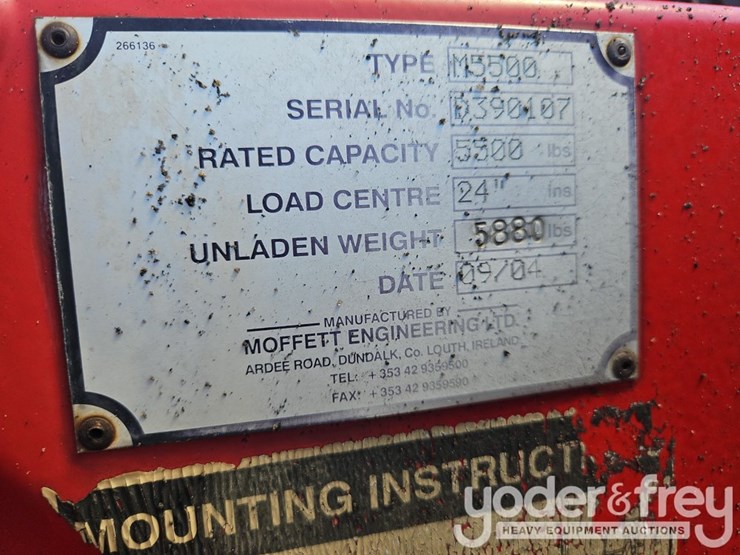 266136
TYPE M5500
SERIAL No. D390107
RATED CAPACITY 5500 lbs
LOAD CENTRE 24" ins
UNLADEN WEIGHT 5880 lbs
DATE 09/04
MANUFACTURED BY
MOFFETT ENGINEERING LTD.
ARDEE ROAD, DUNDALK, Co. LOUTH, IRELAND.
TEL: +353 42 9359500
FAX: +353 42 9359590
MOUNTING INSTRUCTI
yoder&frey
HEAVY EQUIPMENT AUCTIONS